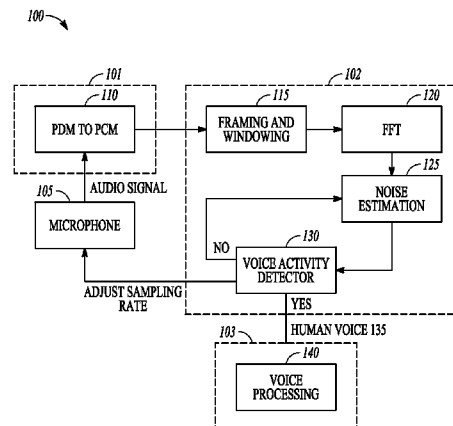 100
101
102
110
PDM TO PCM
115
FRAMING AND
WINDOWING
120
FFT
105
AUDIO SIGNAL
MICROPHONE
125
NOISE
ESTIMATION
NO
130
VOICE ACTIVITY
DETECTOR
ADJUST SAMPLING
RATE
YES
HUMAN VOICE 135
103
140
VOICE
PROCESSING